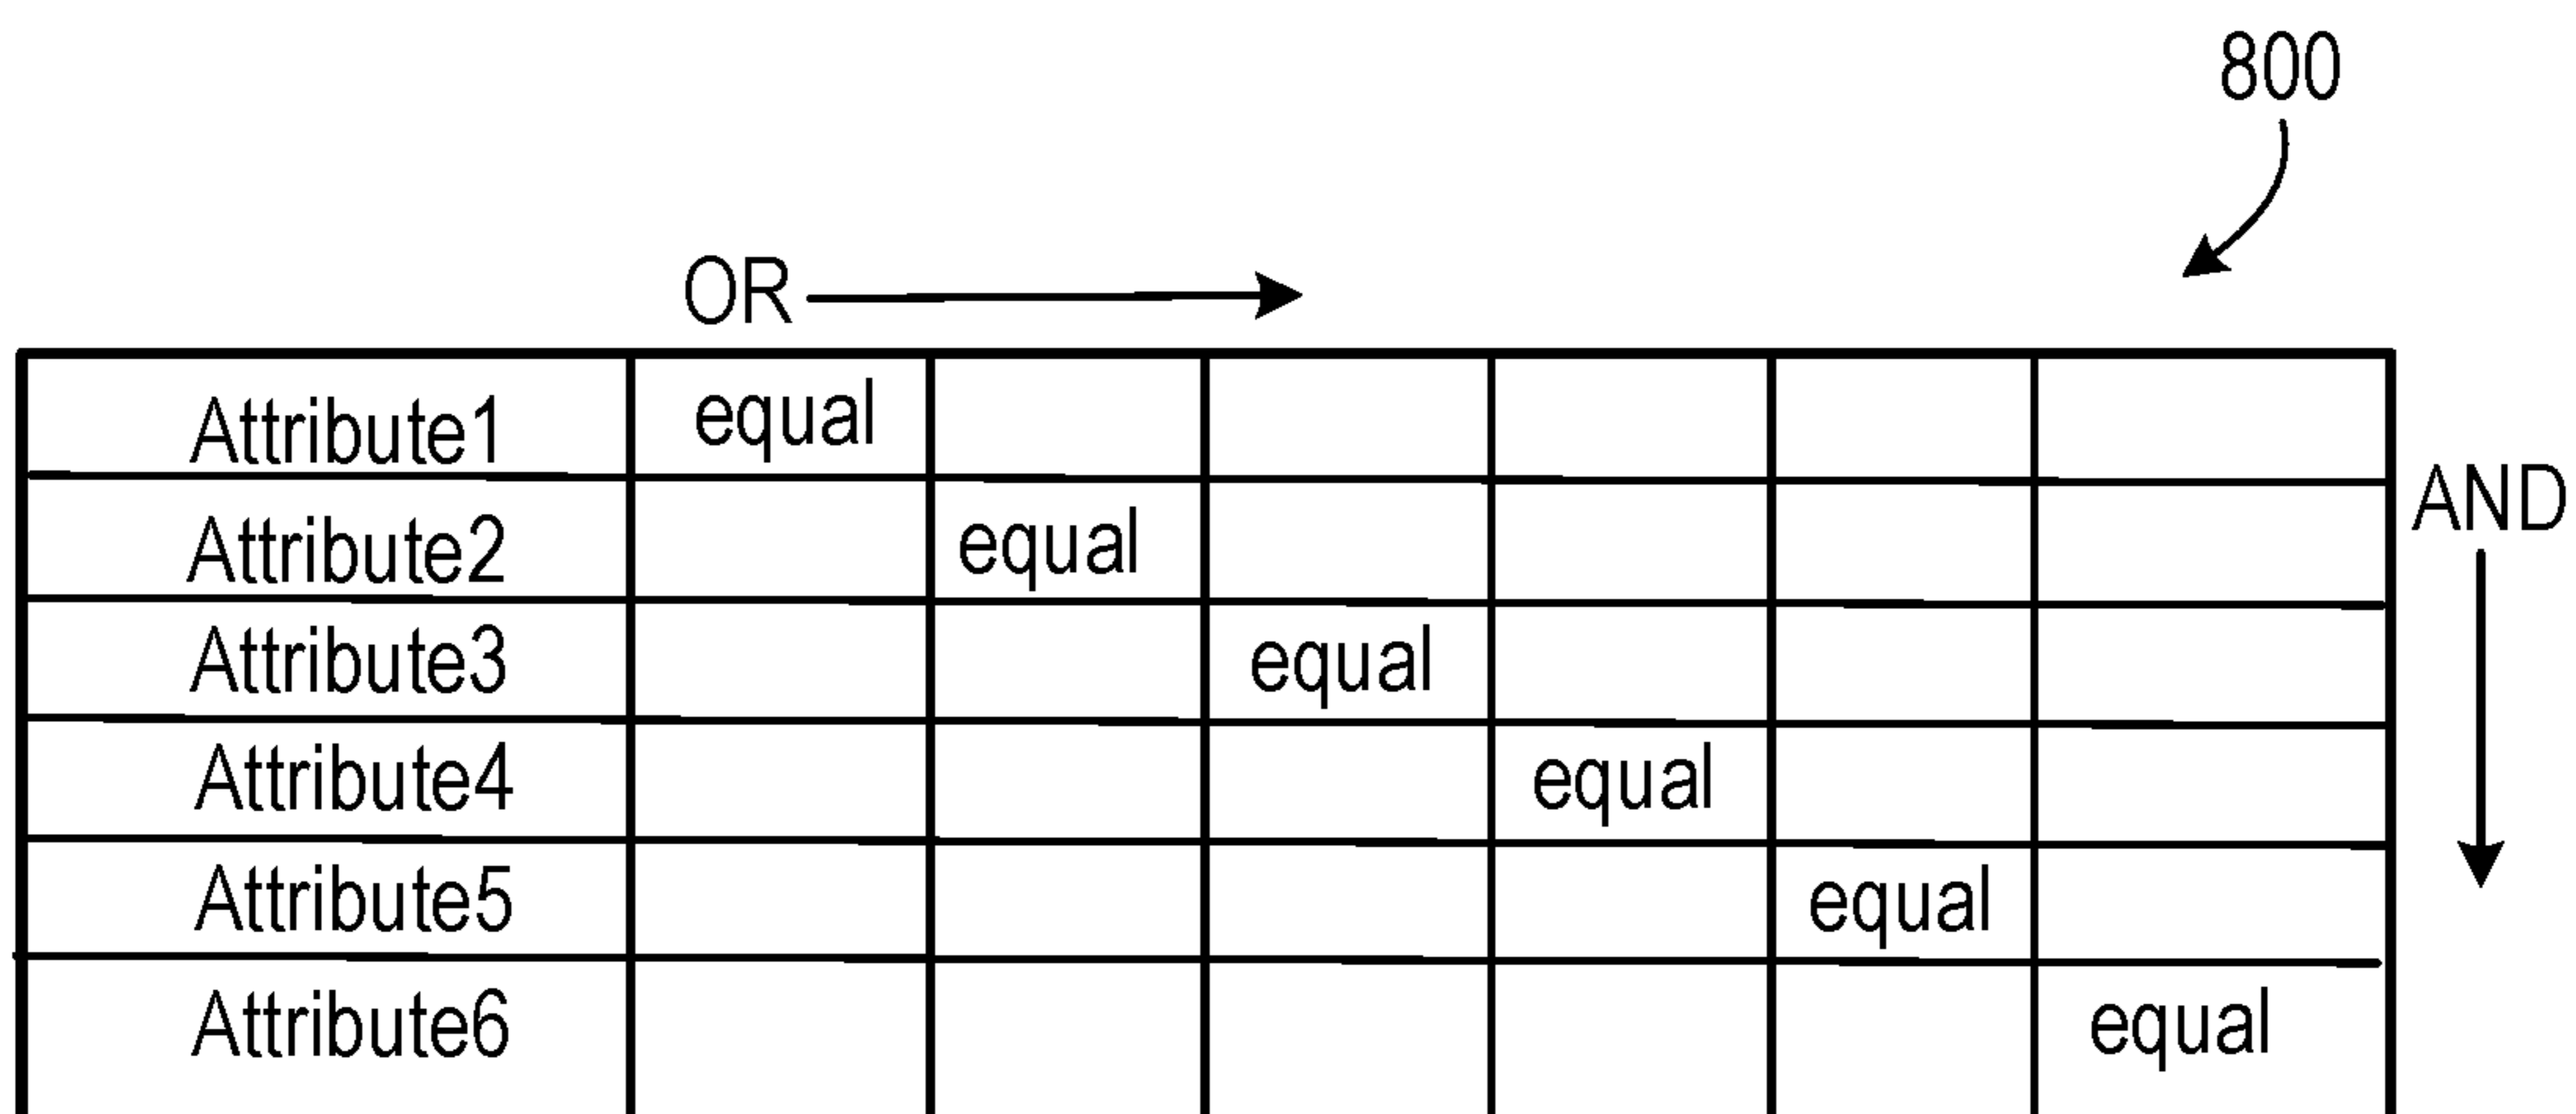 800
OR
Attribute1 equal
AND
Attribute2 equal
Attribute3 equal
Attribute4 equal
Attribute5 equal
Attribute6 equal